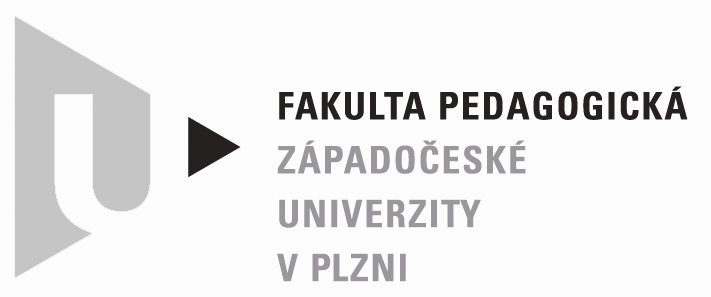 FAKULTA PEDAGOGICKÁ
ZÁPADOČESKÉ
UNIVERZITY
V PLZNI